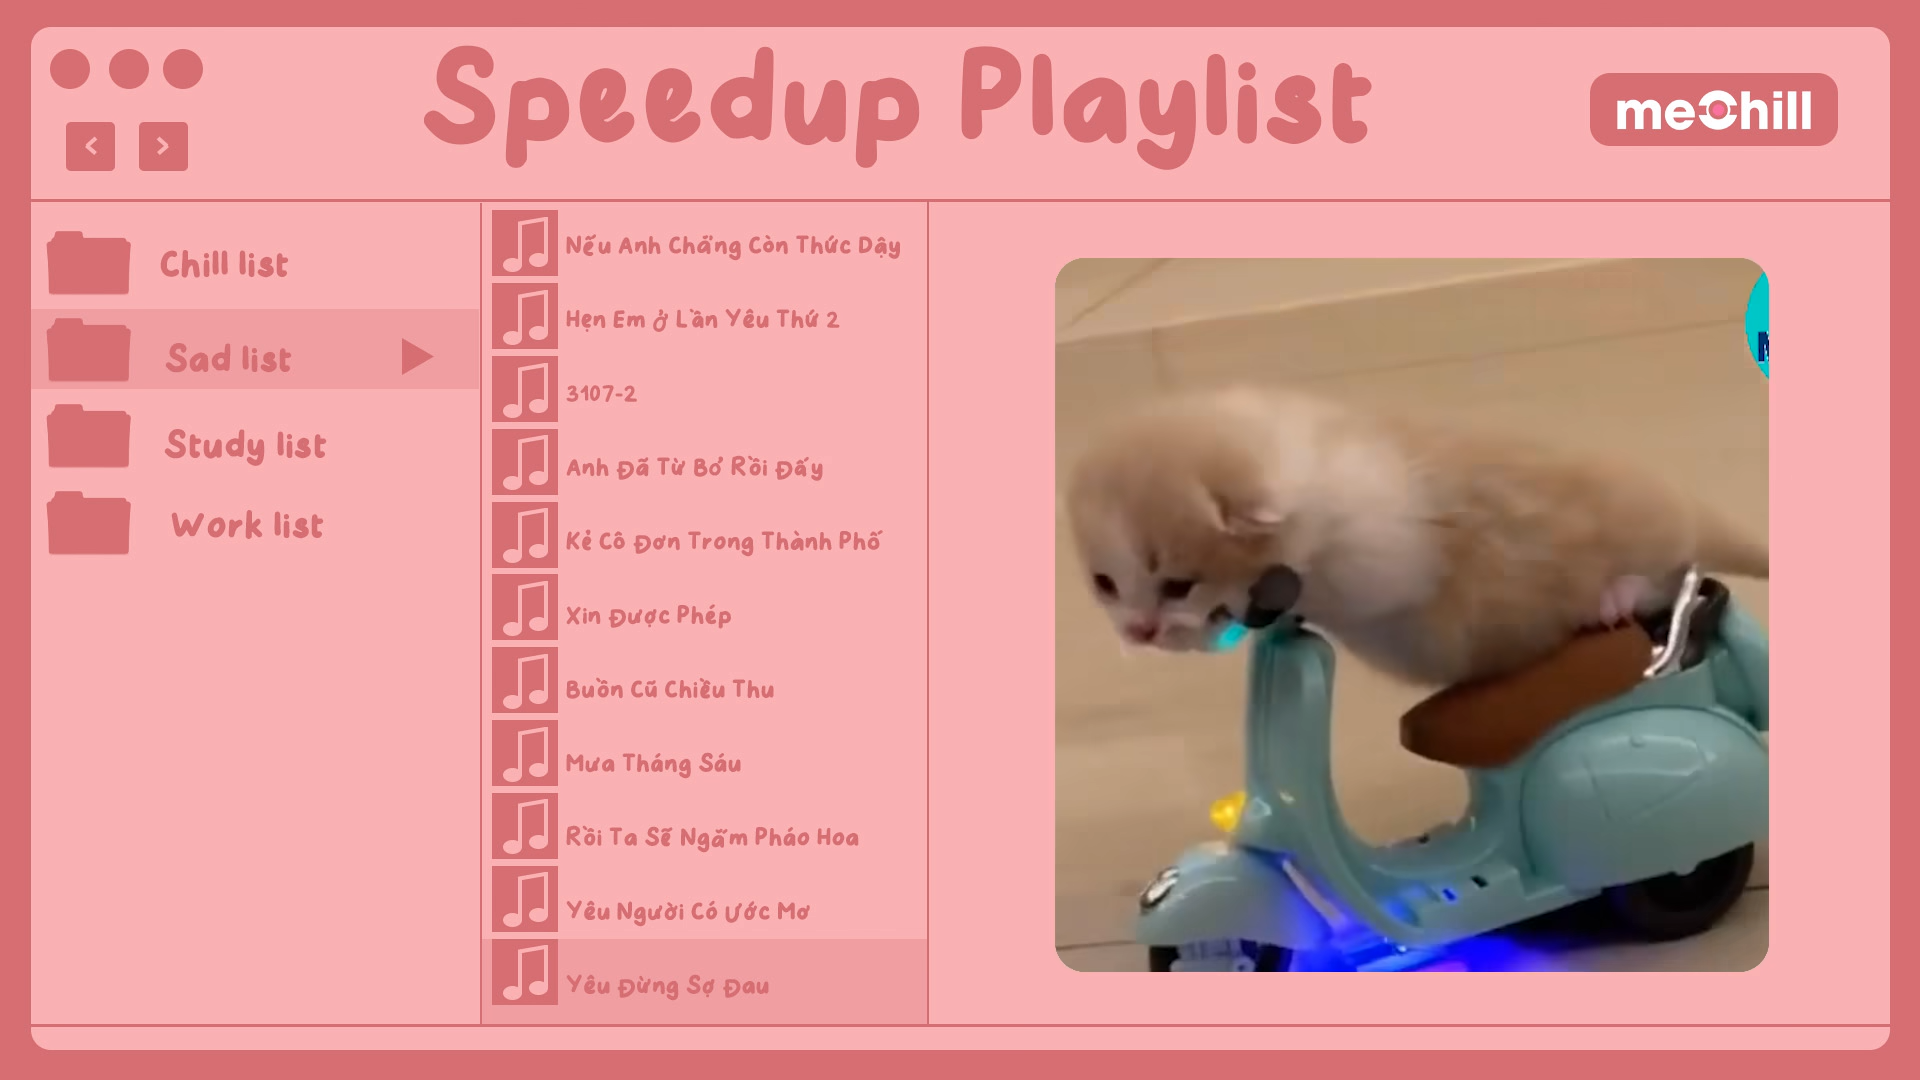 Speedup Playlist
mechill
Chill list
Sad list
Study list
Work list
Nếu Anh Chẳng Còn Thức Dậy
Hẹn Em ở Lần Yêu Thứ 2
3107-2
Anh Đã Từ Bỏ Rồi Đấy
Kẻ Cô Đơn Trong Thành Phố
Xin Được Phép
Buồn Cũ Chiều Thu
Mưa Tháng Sáu
Rồi Ta Sẽ Ngắm Pháo Hoa
Yêu Người Có Ước Mơ
Yêu Đừng Sợ Đau